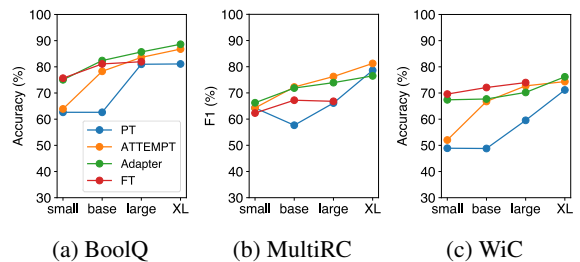 100
90
80
70
60
50
40
30
Accuracy (%)
PT
ATTEMPT
Adapter
FT
small base large XL
(a) BoolQ
100
90
80
70
60
50
40
30
F1 (%)
small base large XL
(b) MultiRC
100
90
80
70
60
50
40
30
Accuracy (%)
small base large XL
(c) WiC